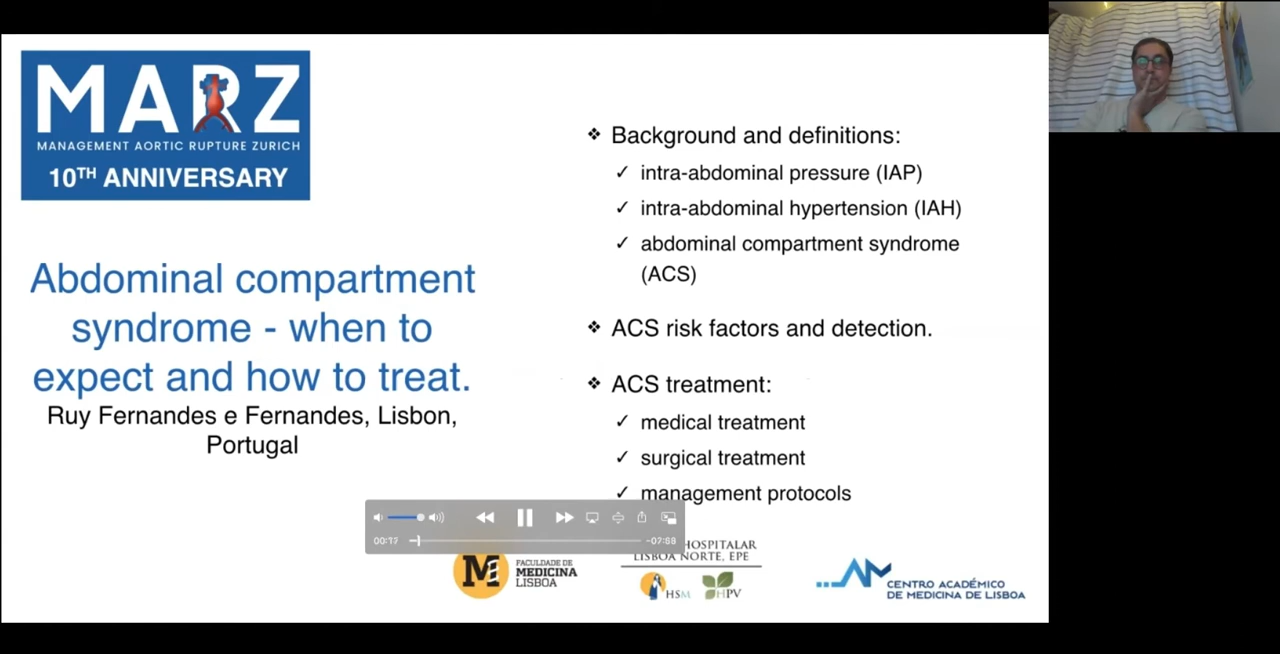 MARZ
MANAGEMENT AORTIC RUPTURE ZURICH
10TH ANNIVERSARY
Abdominal compartment
syndrome - when to
expect and how to treat.
Ruy Fernandes e Fernandes, Lisbon,
Portugal
❖ Background and definitions:
✓ intra-abdominal pressure (IAP)
✓ intra-abdominal hypertension (IAH)
✓ abdominal compartment syndrome
(ACS)
❖ ACS risk factors and detection.
❖ ACS treatment:
✓ medical treatment
✓ surgical treatment
✓ management protocols
00:17
FACULDADE DE
MEDICINA
LISBOA
HOSPITALAR
LISBOA NORTE, EPE
HSM
HPV
CENTRO ACADÉMICO
DE MEDICINA DE LISBOA